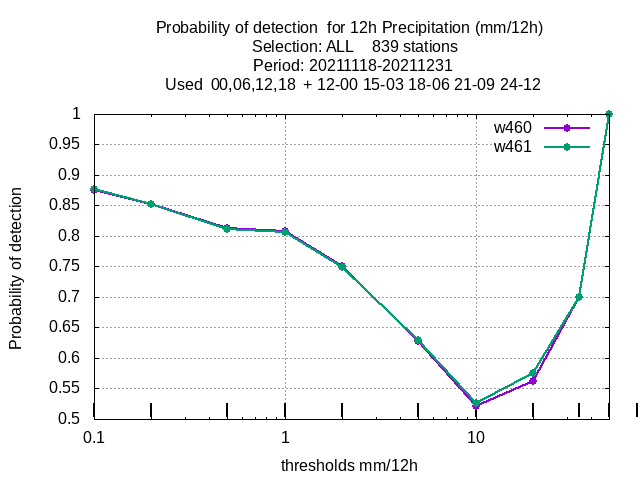 Probability of detection  for 12h Precipitation (mm/12h)
Selection: ALL    839 stations
Period: 20211118-20211231
Used  00,06,12,18  + 12-00 15-03 18-06 21-09 24-12
w460
w461
1
0.95
0.9
0.85
0.8
0.75
0.7
0.65
0.6
0.55
0.5
Probability of detection
0.1
1
10
thresholds mm/12h